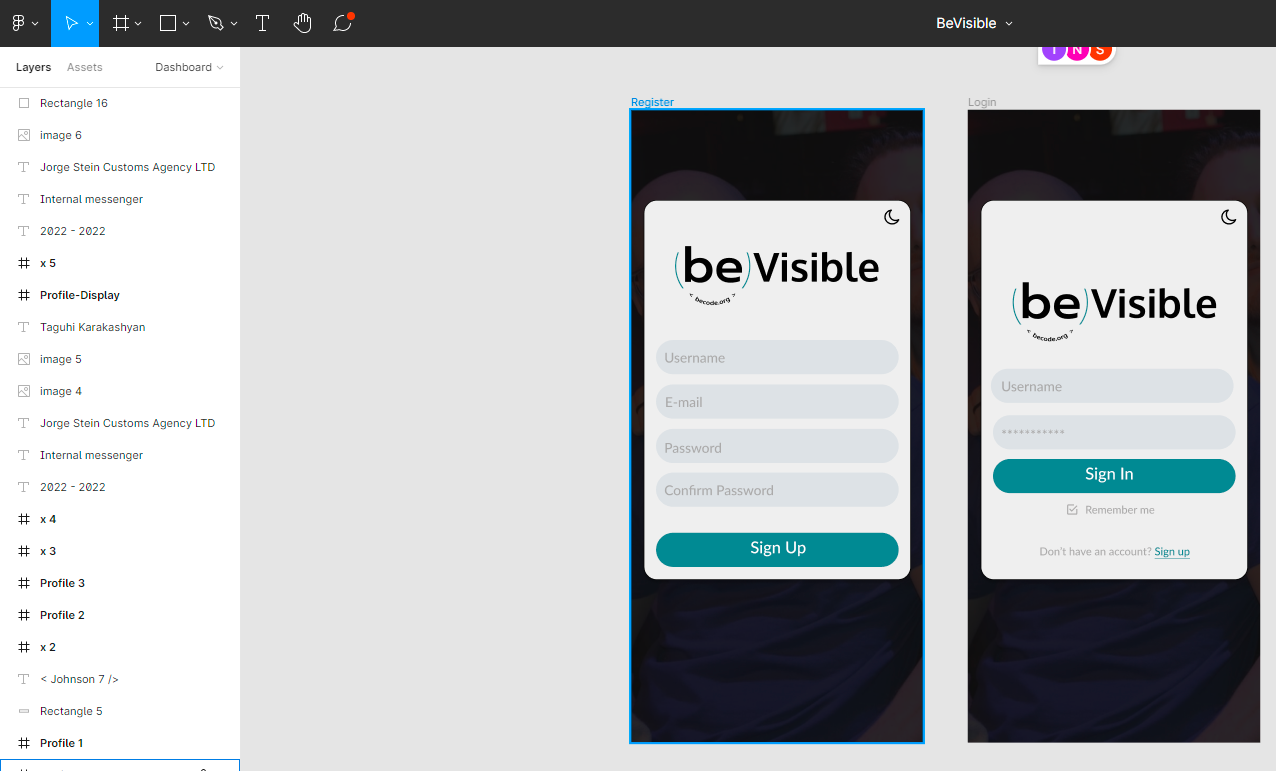 BeVisible
Layers
Assets
Dashboard
Rectangle 16
image 6
Jorge Stein Customs Agency LTD
Internal messenger
2022 - 2022
x 5
Profile-Display
Taguhi Karakashyan
image 5
image 4
Jorge Stein Customs Agency LTD
Internal messenger
2022 - 2022
x 4
x 3
Profile 3
Profile 2
x 2
< Johnson 7 />
Rectangle 5
Profile 1
N S
Register
(be)Visible
< becode.org >
Username
E-mail
Password
Confirm Password
Sign Up
Login
(be)Visible
< becode.org >
Username
***********
Sign In
Remember me
Don't have an account? Sign up